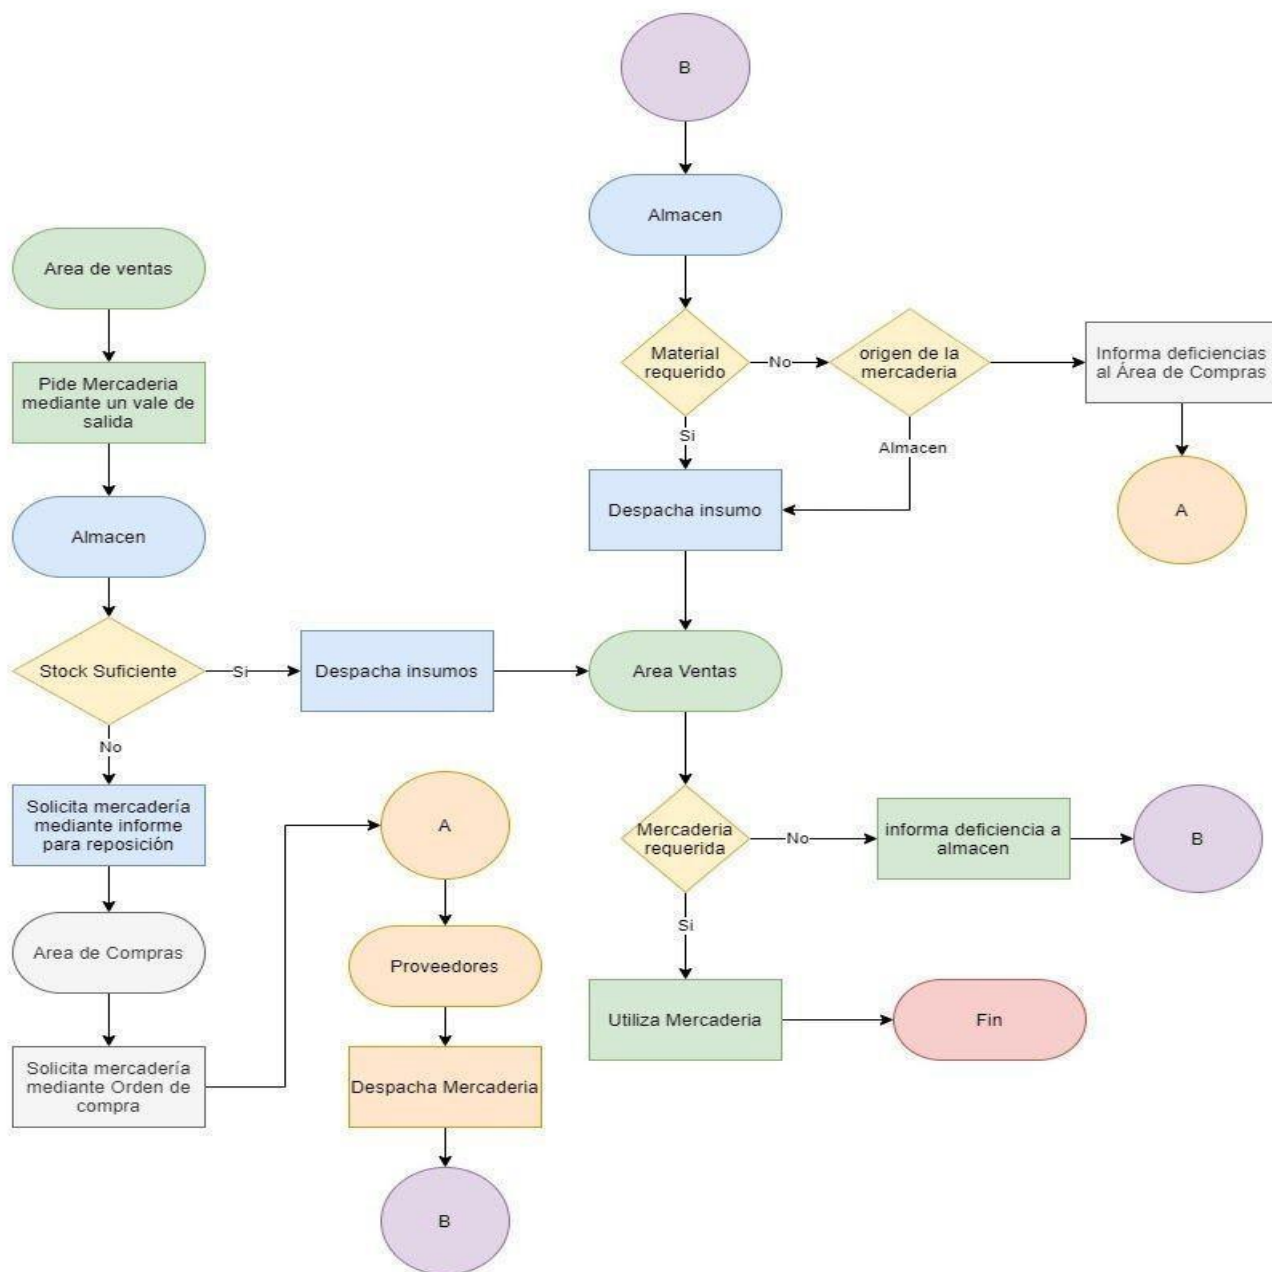 B
Almacen
Area de ventas
Material
requerido
No
origen de la
mercaderia
Informa deficiencias
al Área de Compras
Pide Mercaderia
mediante un vale de
salida
Si
Almacen
Despacha insumo
A
Almacen
Stock Suficiente
Si
Despacha insumos
Area Ventas
No
Solicita mercadería
mediante informe
para reposición
A
Mercaderia
requerida
No
informa deficiencia a
almacen
B
Area de Compras
Si
Proveedores
Utiliza Mercaderia
Fin
Solicita mercadería
mediante Orden de
compra
Despacha Mercaderia
B